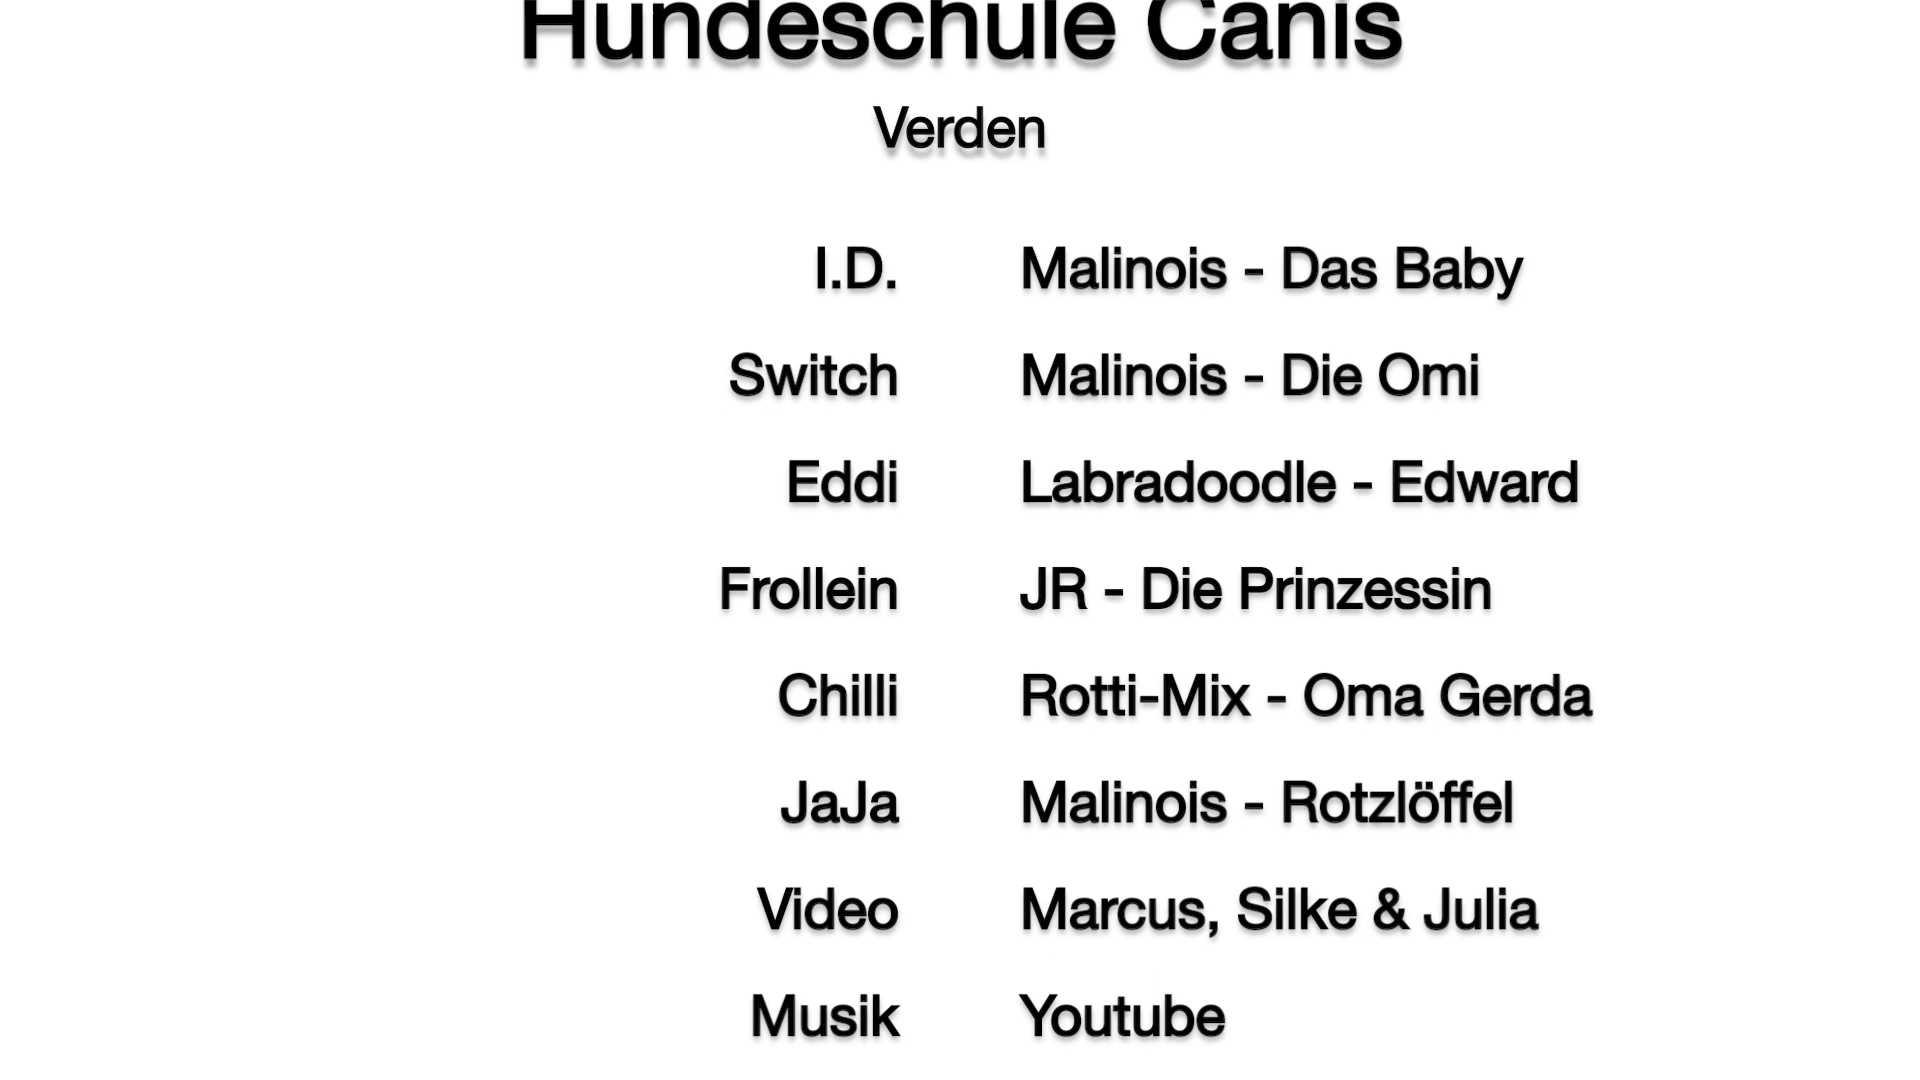 Hundeschule Canis
Verden
I.D. Malinois - Das Baby
Switch Malinois - Die Omi
Eddi Labradoodle - Edward
Frollein JR - Die Prinzessin
Chilli Rotti-Mix - Oma Gerda
JaJa Malinois - Rotzlöffel
Video Marcus, Silke & Julia
Musik Youtube